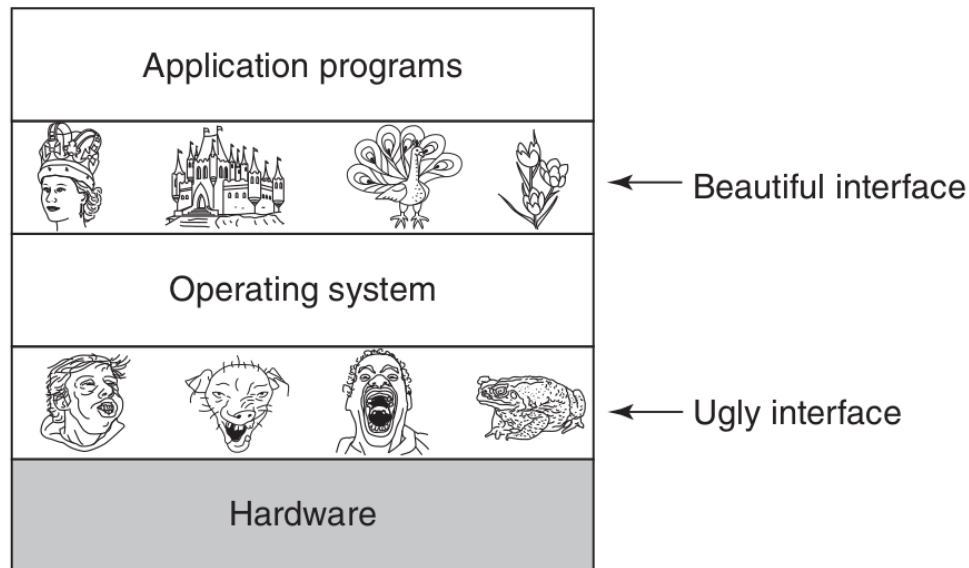 Application programs
Beautiful interface
Operating system
Ugly interface
Hardware